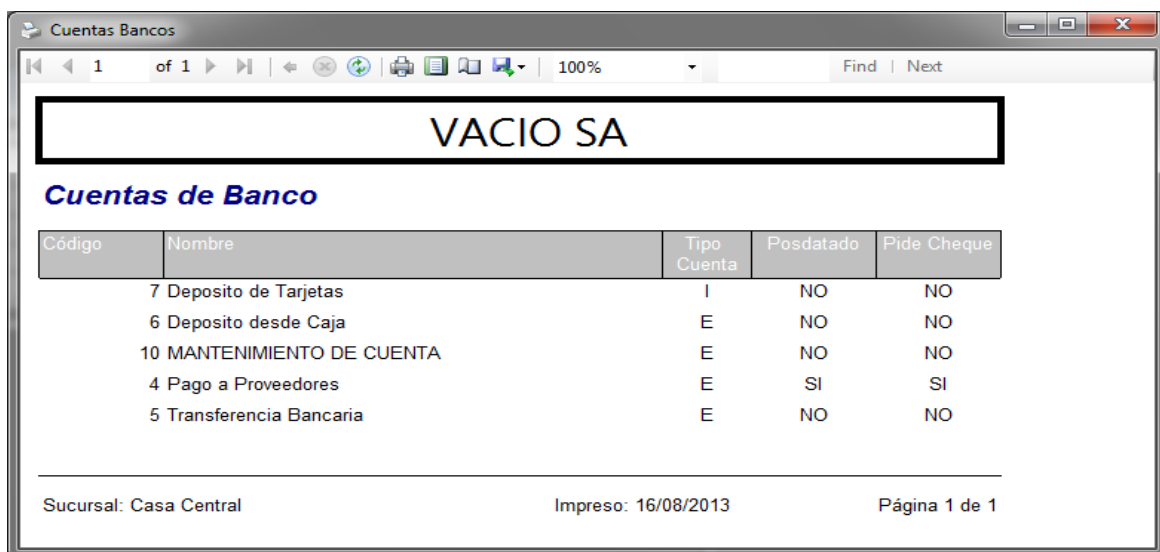 Cuentas Bancos
1 of 1 100% Find | Next
VACIO SA
Cuentas de Banco
Código Nombre Tipo Cuenta Posdatado Pide Cheque
7 Deposito de Tarjetas I NO NO
6 Deposito desde Caja E NO NO
10 MANTENIMIENTO DE CUENTA E NO NO
4 Pago a Proveedores E SI SI
5 Transferencia Bancaria E NO NO
Sucursal: Casa Central Impreso: 16/08/2013 Página 1 de 1